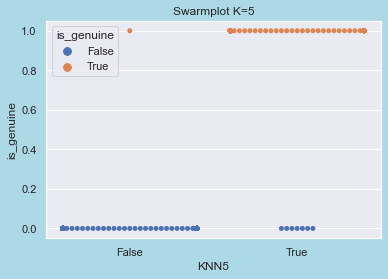 Swarmplot K=5
is_genuine
False
True
is_genuine
1.0
0.8
0.6
0.4
0.2
0.0
False
True
KNN5